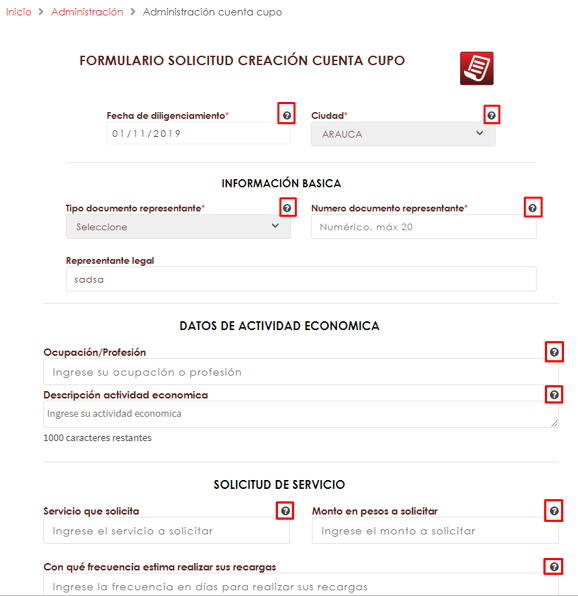 Inicio > Administración > Administración cuenta cupo
FORMULARIO SOLICITUD CREACIÓN CUENTA CUPO
Fecha de diligenciamiento* ? Ciudad* ?
01/11/2019 ARAUCA
INFORMACIÓN BASICA
Tipo documento representante* ? Numero documento representante* ?
Seleccione Numérico, máx 20
Representante legal
sadsa
DATOS DE ACTIVIDAD ECONOMICA
Ocupación/Profesión ?
Ingrese su ocupación o profesión
Descripción actividad economica ?
Ingrese su actividad economica
1000 caracteres restantes
SOLICITUD DE SERVICIO
Servicio que solicita ? Monto en pesos a solicitar ?
Ingrese el servicio a solicitar Ingrese el monto a solicitar
Con qué frecuencia estima realizar sus recargas ?
Ingrese la frecuencia en días para realizar sus recargas